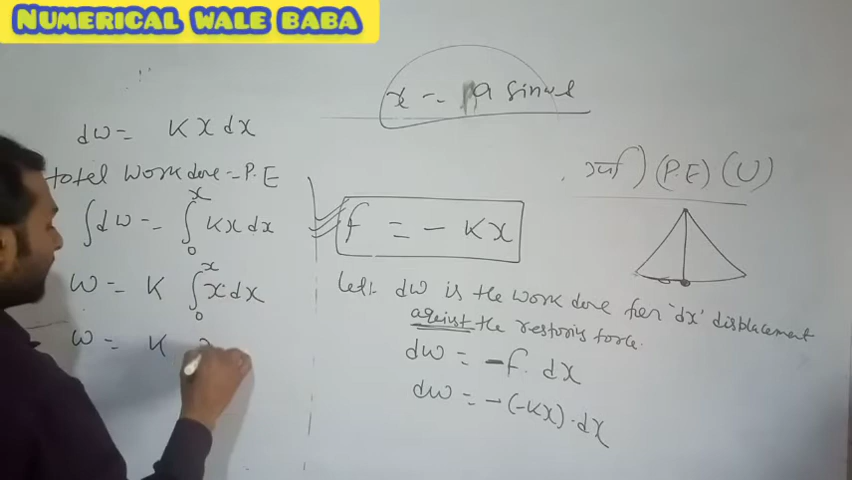 NUMERICAL WALE BABA
x = a sinωt
dw = Kx dx
total work done = P.E
∫dw = ∫₀ˣ Kx dx
W = K ∫₀ˣ x dx
W = K
(P.E) (U)
f = - Kx
Let dw is the work done for 'dx' displacement
against the restoring force.
dw = -f. dx
dw = -(-Kx).dx